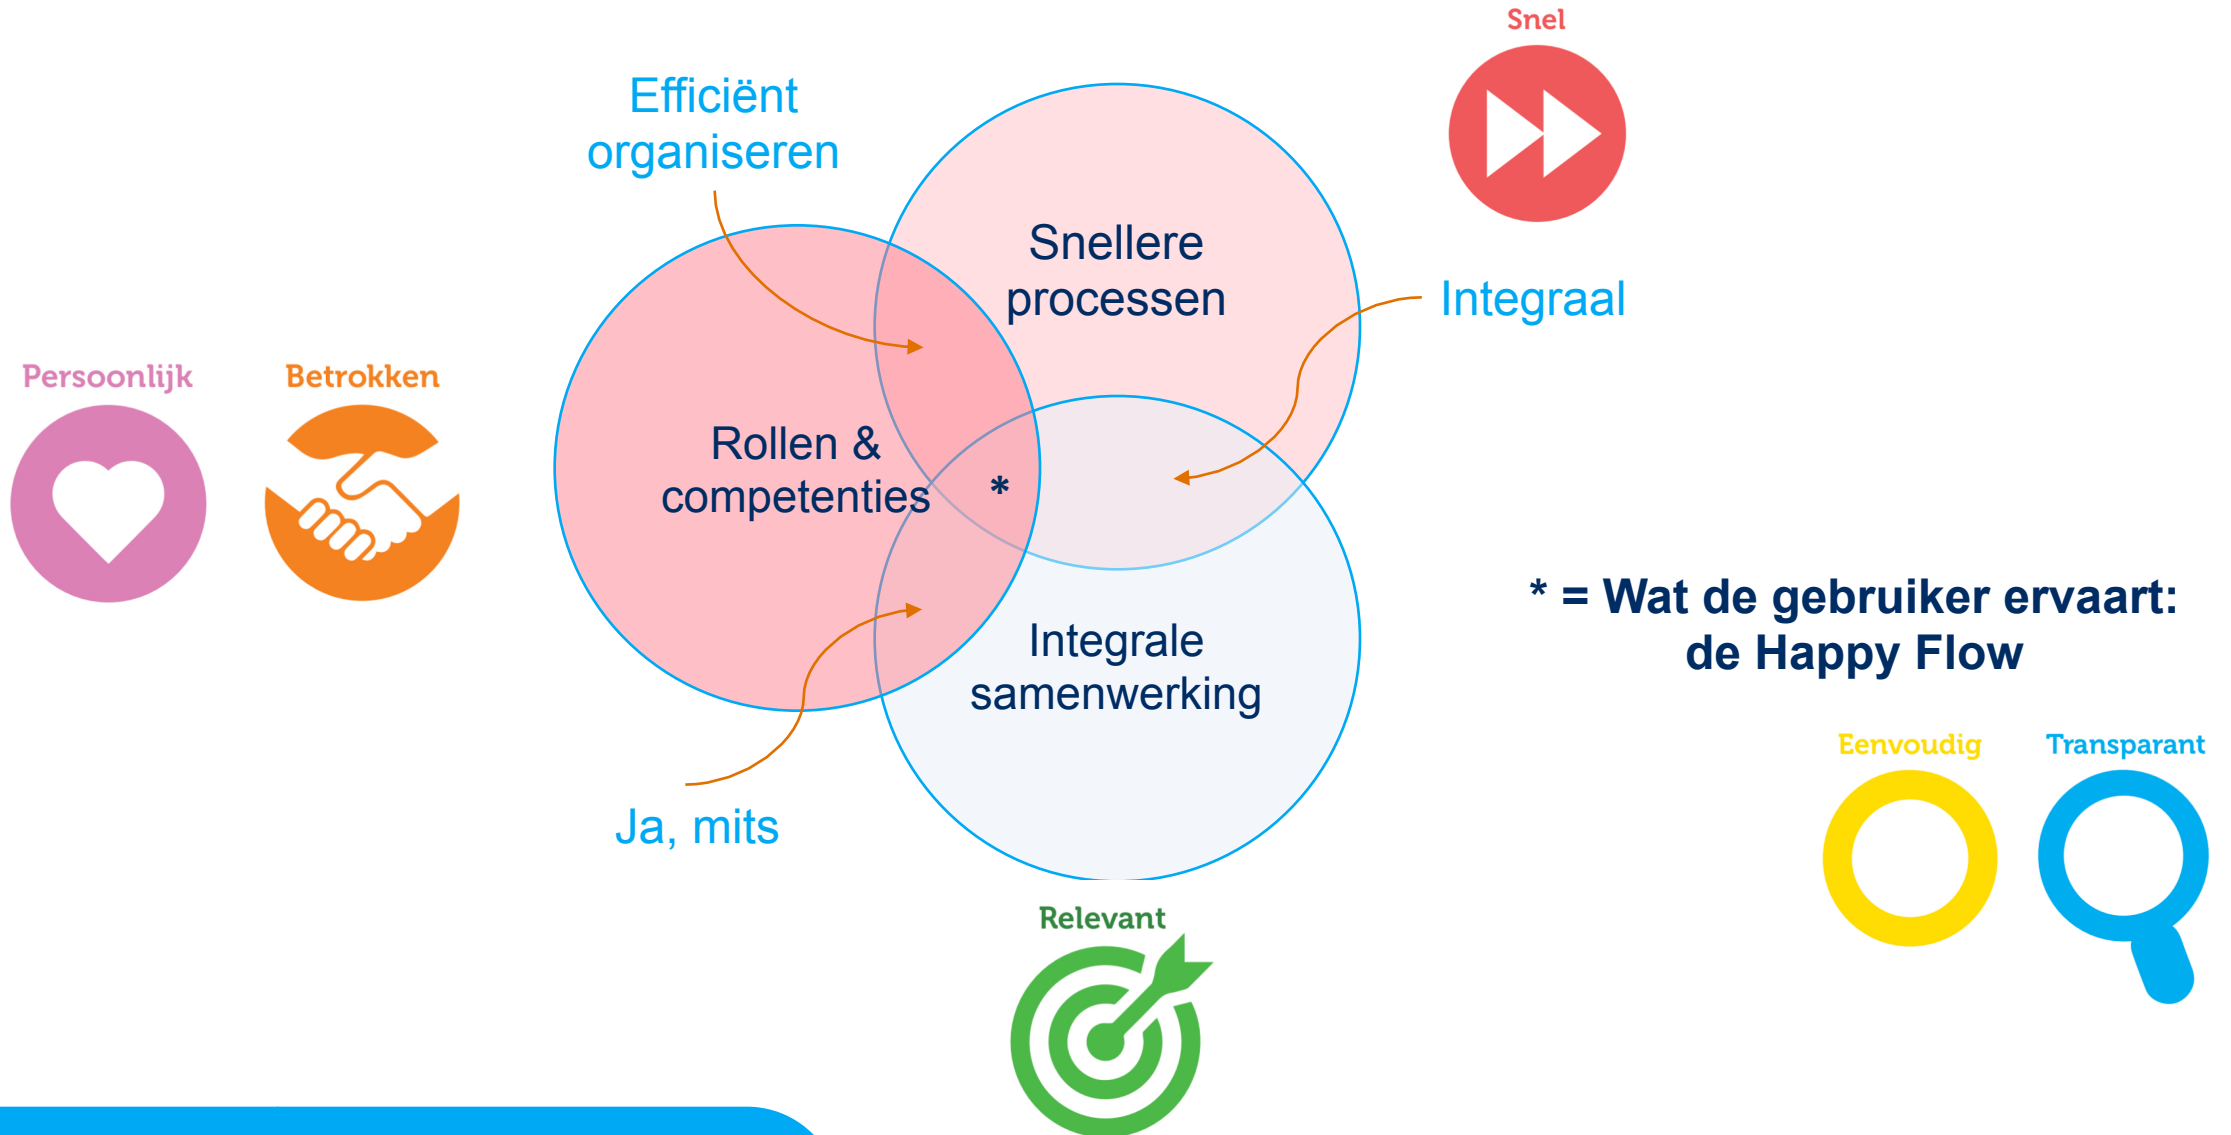 Snel
Efficiënt
organiseren
Snellere
processen
Integraal
Persoonlijk
Betrokken
Rollen &
competenties
*
* = Wat de gebruiker ervaart:
de Happy Flow
Integrale
samenwerking
Eenvoudig
Transparant
Ja, mits
Relevant